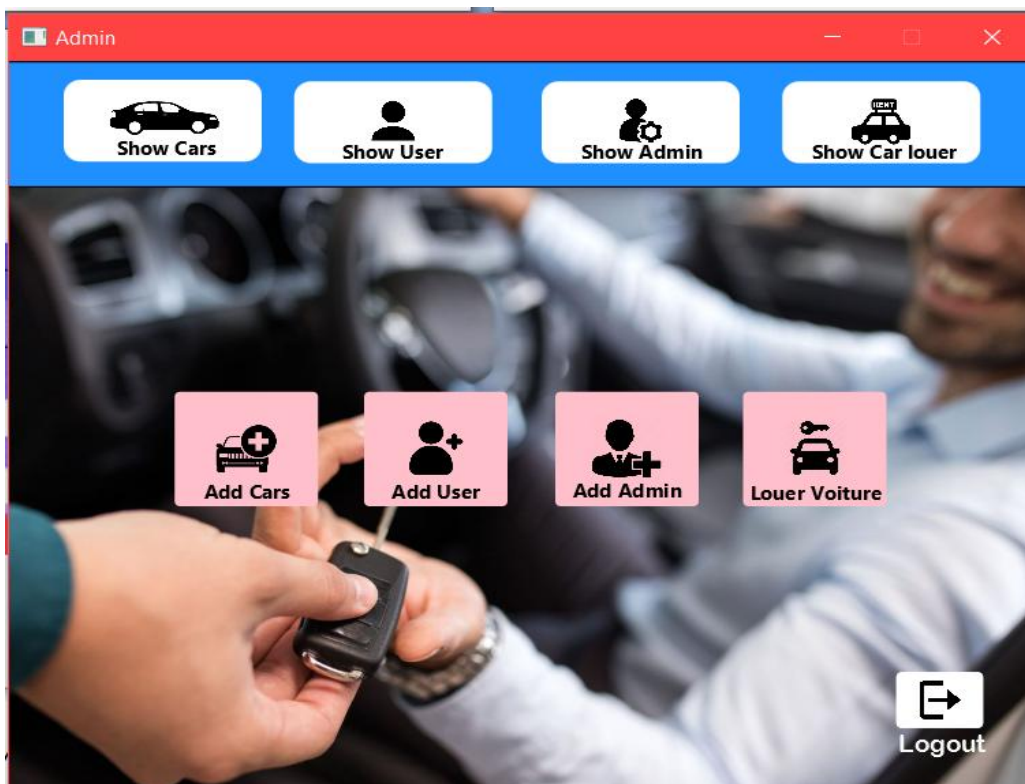 Admin
Show Cars
Show User
Show Admin
RENT
Show Car louer
Add Cars
Add User
Add Admin
Louer Voiture
Logout